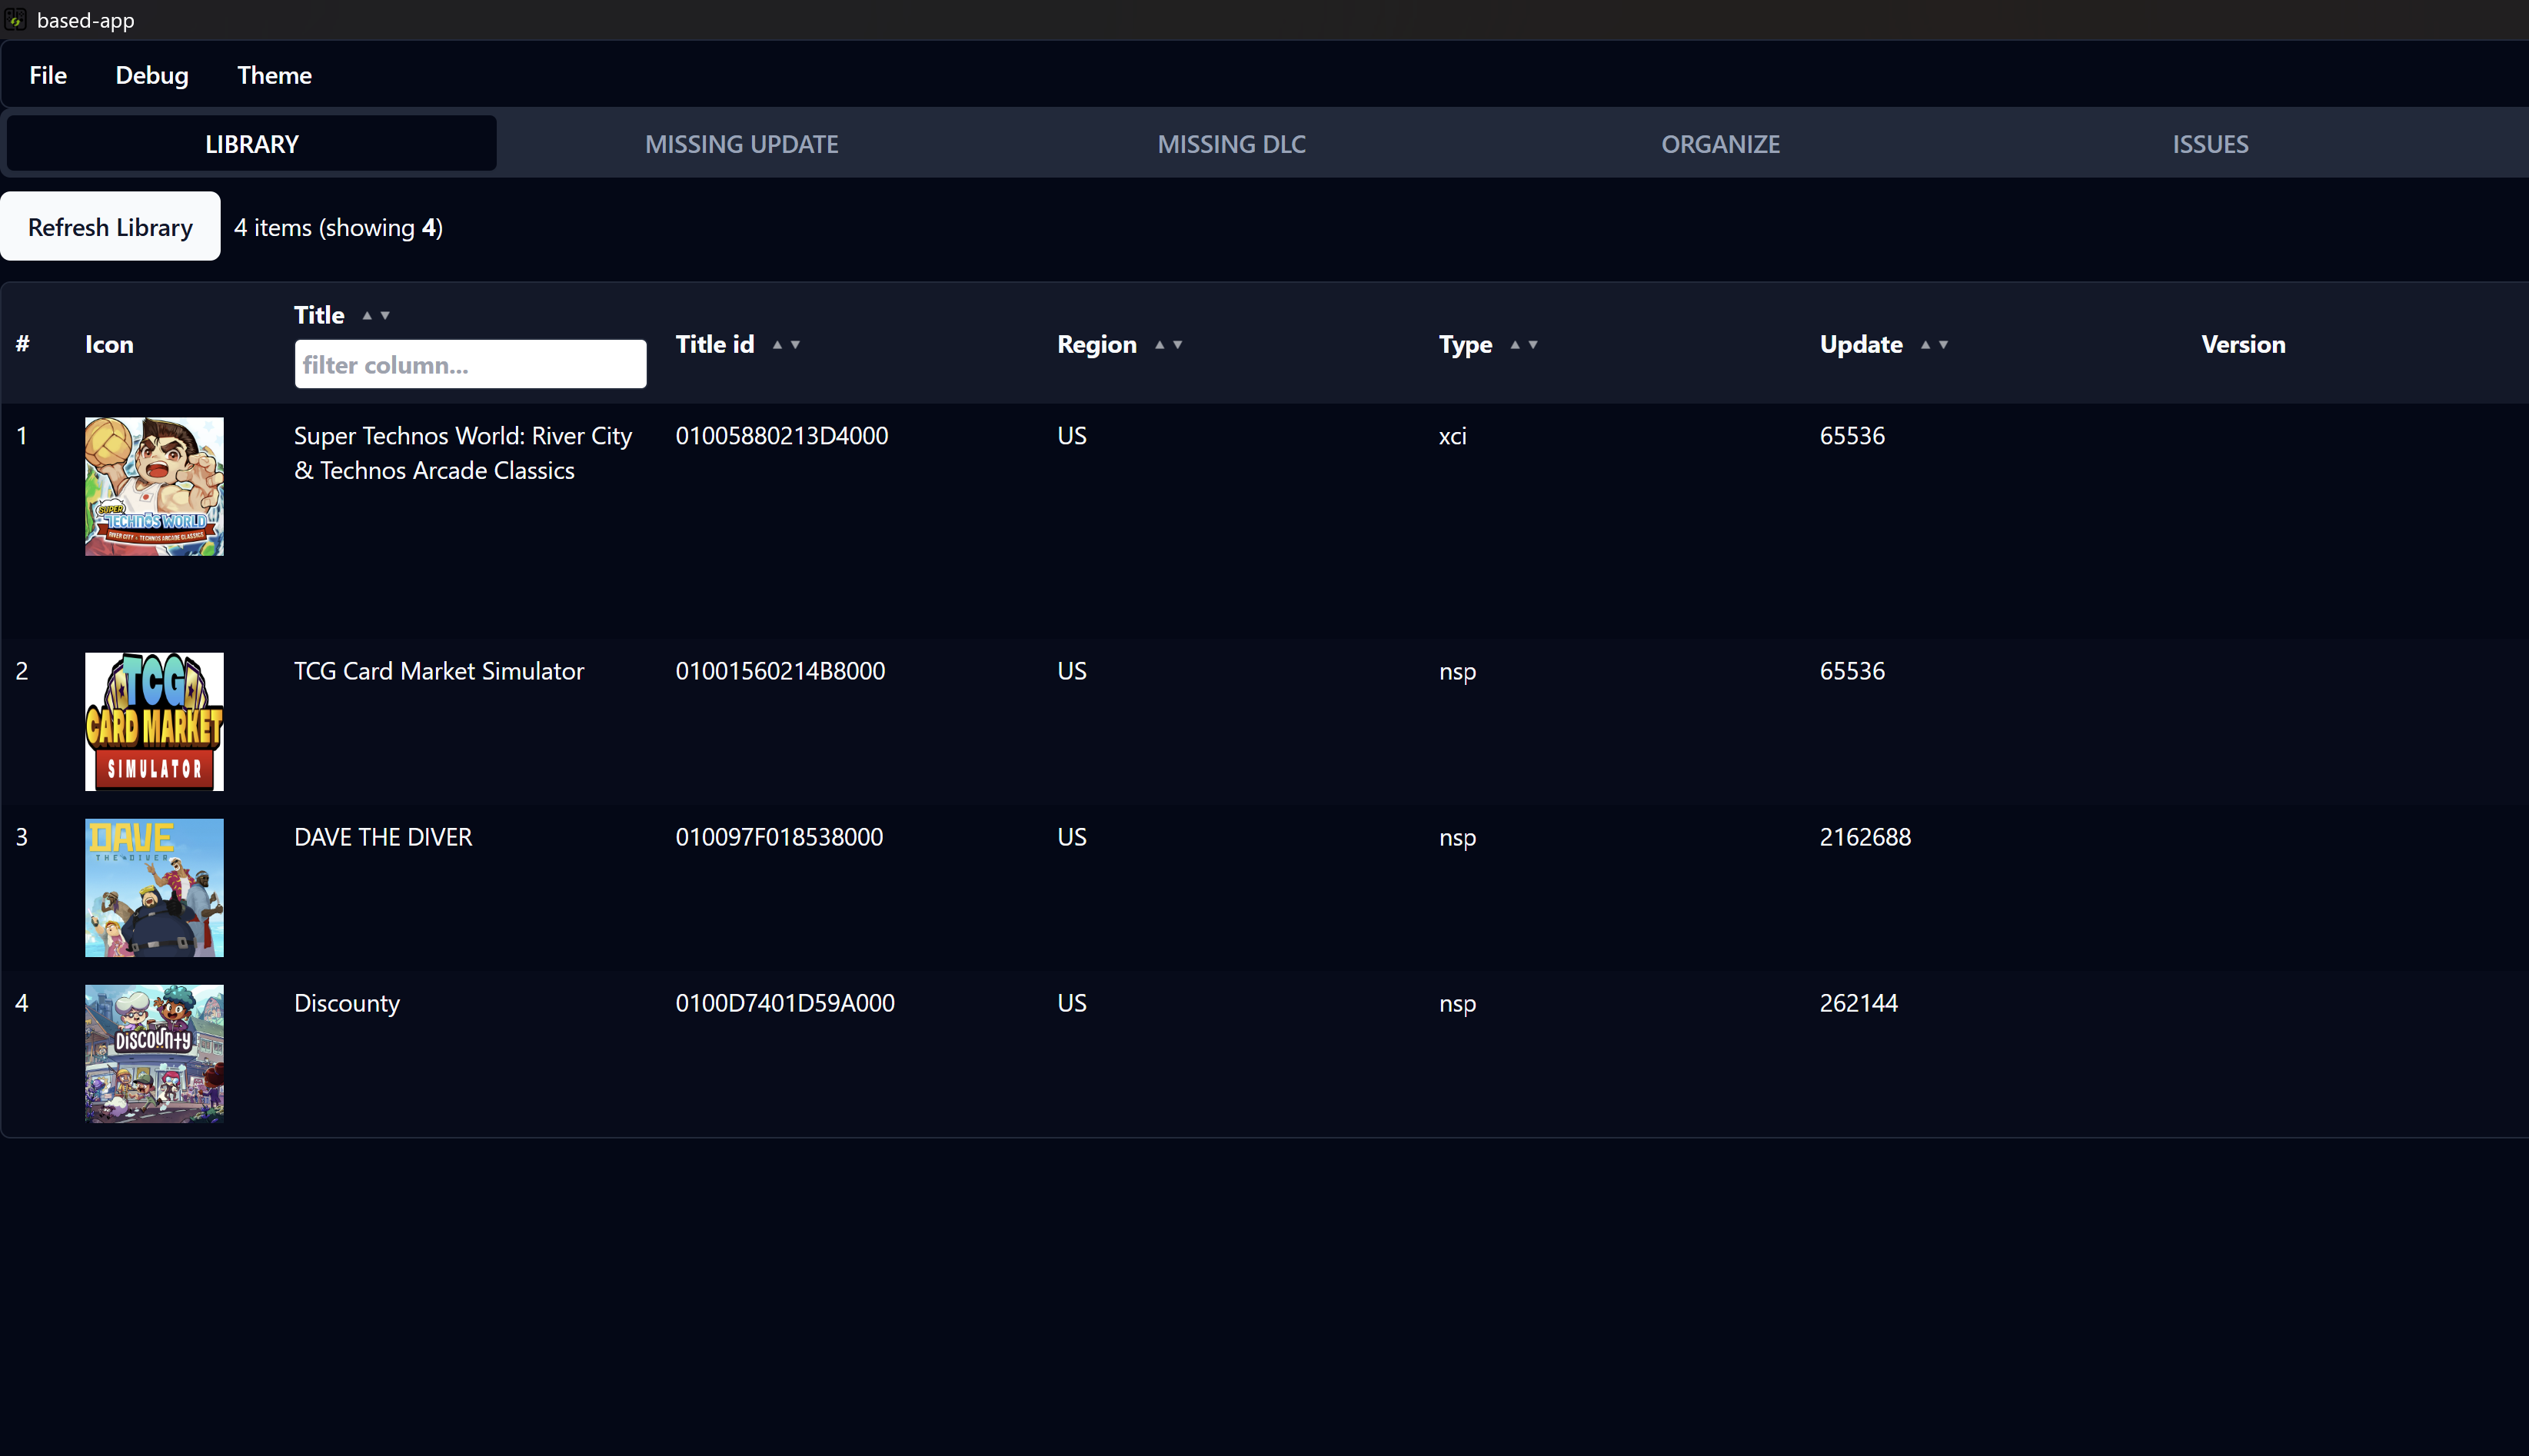 based-app
File Debug Theme
LIBRARY MISSING UPDATE MISSING DLC ORGANIZE ISSUES
Refresh Library 4 items (showing 4)
# Icon Title Title id Region Type Update Version
filter column...
1 Super Technos World: River City 01005880213D4000 US xci 65536
& Technos Arcade Classics
SUPER
TECHNOS WORLD
RIVER CITY & TECHNOS ARCADE CLASSICS
2 TCG Card Market Simulator 01001560214B8000 US nsp 65536
TCG
CARD MARKET
SIMULATOR
3 DAVE THE DIVER 010097F018538000 US nsp 2162688
DAVE
THE DIVER
4 Discounty 0100D7401D59A000 US nsp 262144
DISCOUNTY